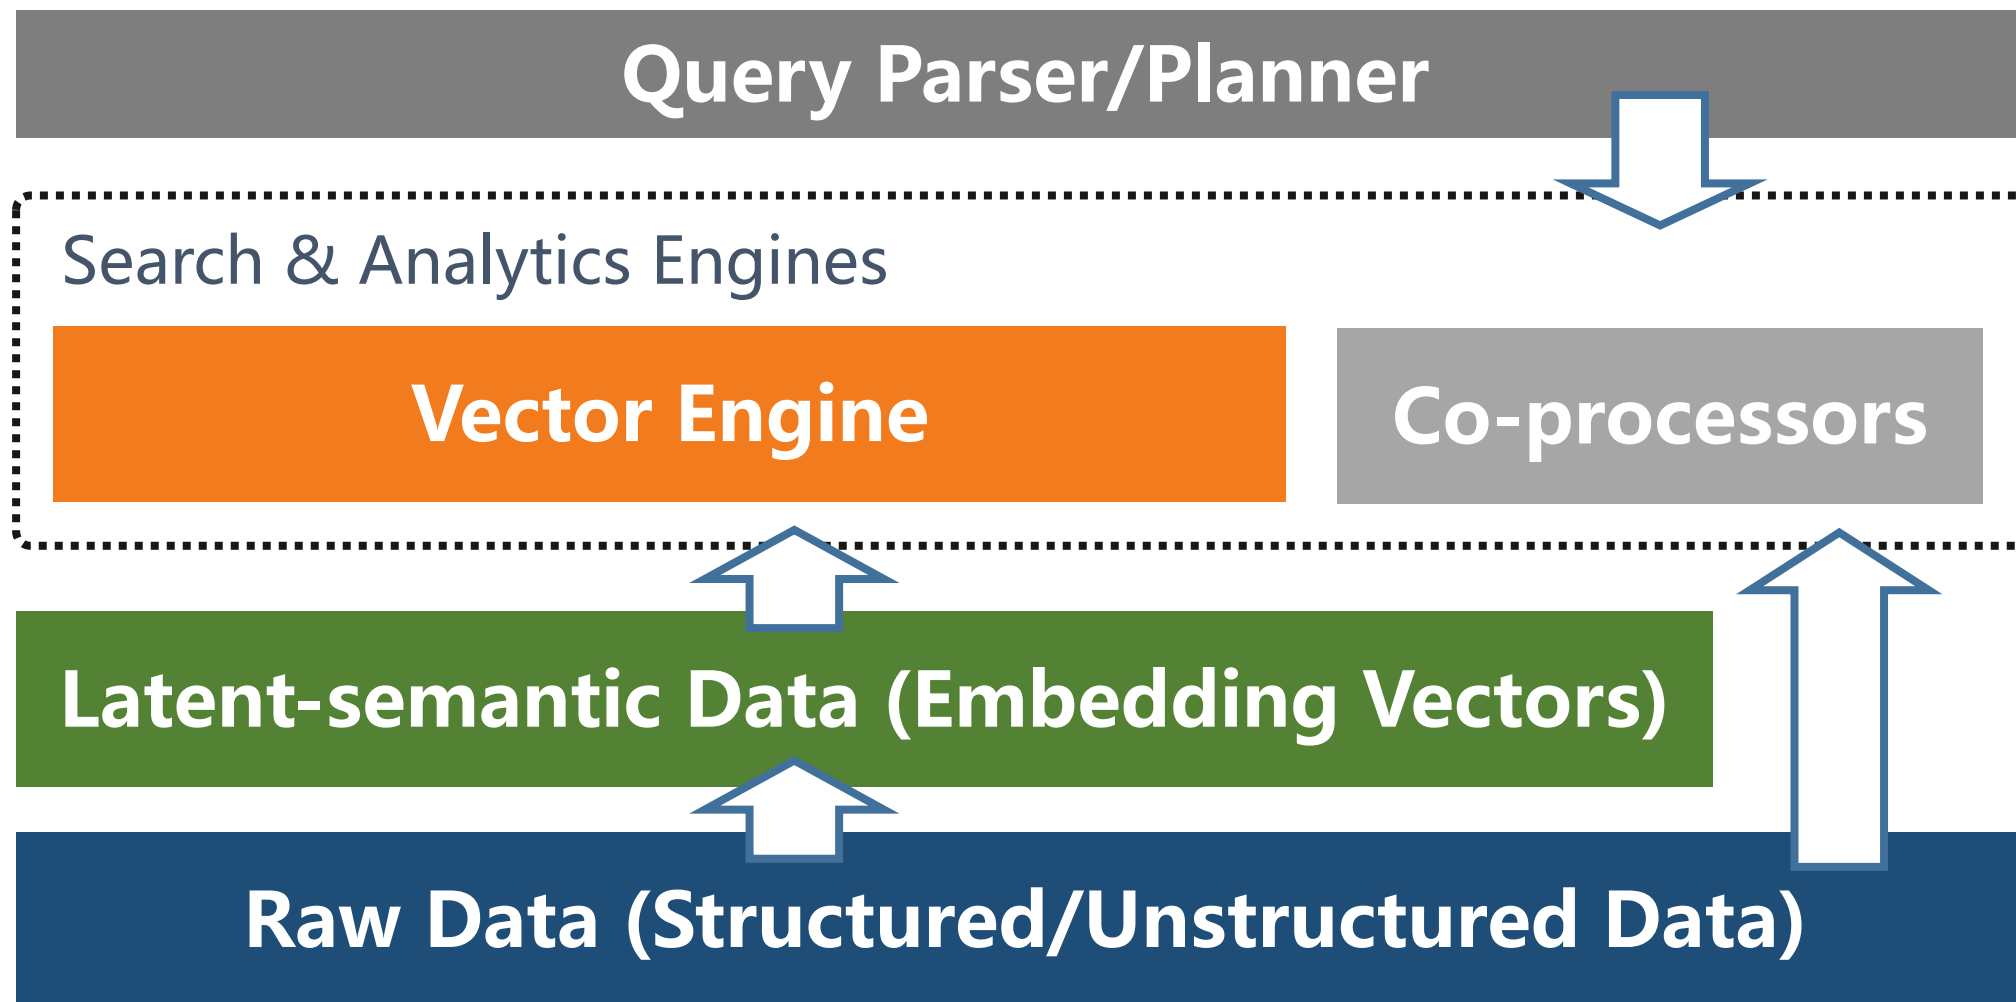 Query Parser/Planner
Search & Analytics Engines
Vector Engine
Co-processors
Latent-semantic Data (Embedding Vectors)
Raw Data (Structured/Unstructured Data)